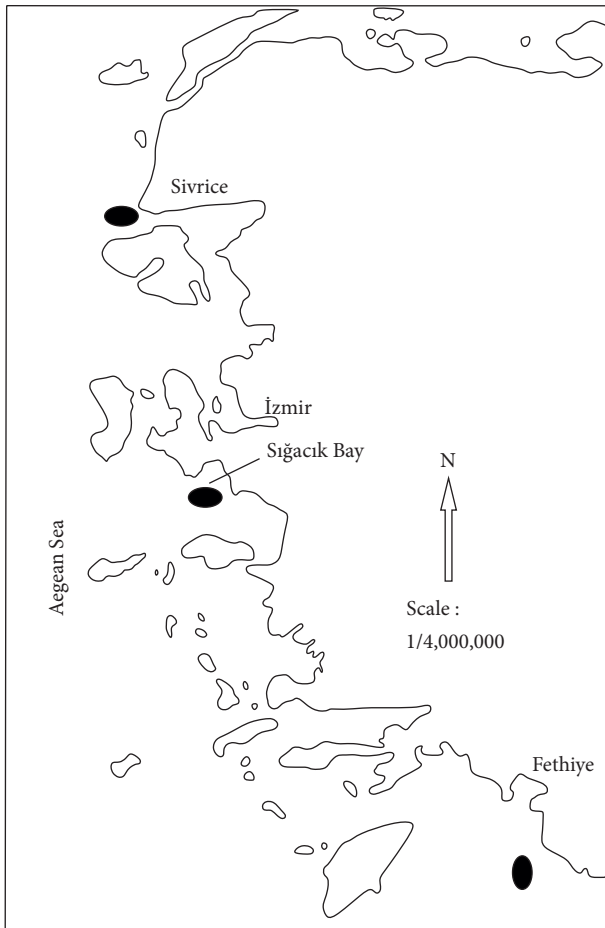 Sivrice
İzmir
Sığacık Bay
N
Aegean Sea
Scale :
1/4,000,000
Fethiye